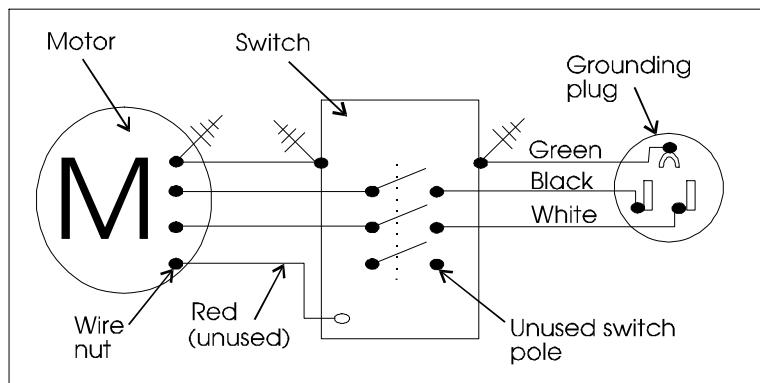 Motor
Switch
Grounding
plug
M
Green
Black
White
Wire
nut
Red
(unused)
Unused switch
pole